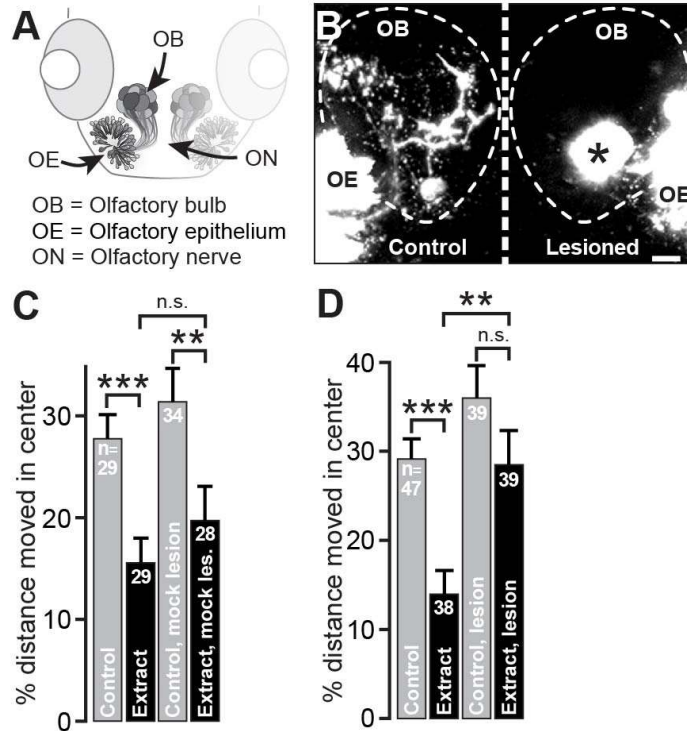 A
OB
OE
ON
OB = Olfactory bulb
OE = Olfactory epithelium
ON = Olfactory nerve
B
OB
OB
OE
*
OE
Control
Lesioned
C
n.s.
**
***
% distance moved in center
30
20
10
0
n=
29
29
34
28
Control
Extract
Control, mock lesion
Extract, mock les.
D
**
n.s.
***
% distance moved in center
40
30
20
10
0
n=
47
38
39
39
Control
Extract
Control, lesion
Extract, lesion